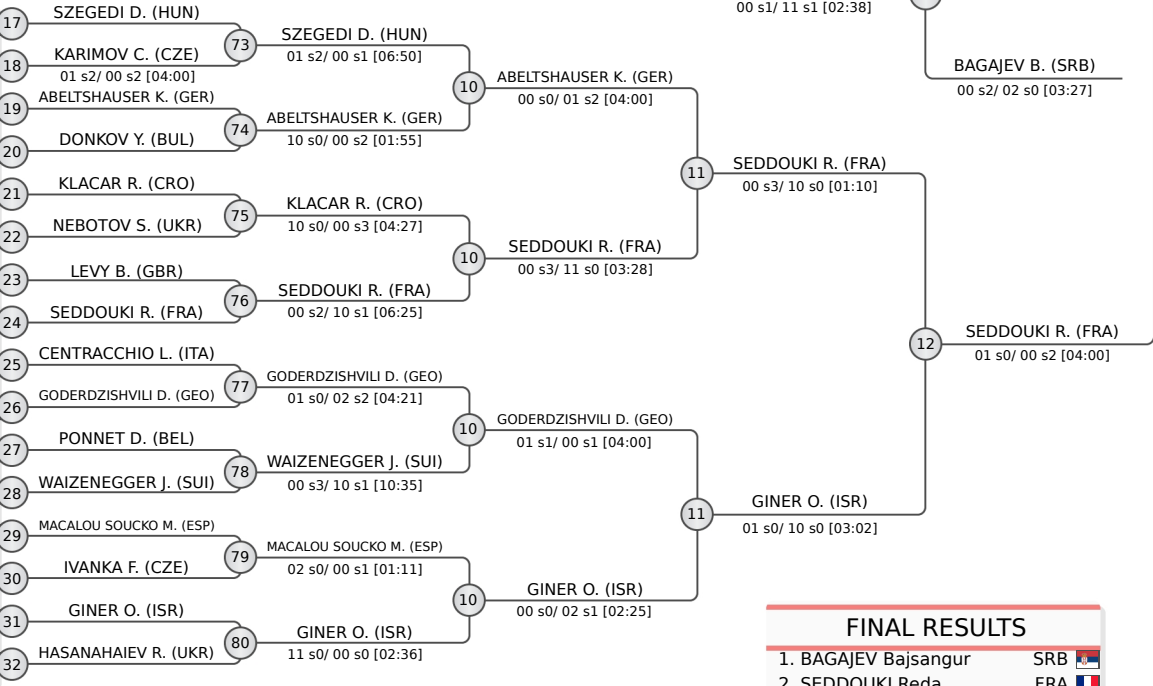 00 s1/ 11 s1 [02:38]
BAGAJEV B. (SRB)
00 s2/ 02 s0 [03:27]
17
SZEGEDI D. (HUN)
18
KARIMOV C. (CZE)
01 s2/ 00 s2 [04:00]
73
SZEGEDI D. (HUN)
01 s2/ 00 s1 [06:50]
19
ABELTSHAUSER K. (GER)
20
DONKOV Y. (BUL)
74
ABELTSHAUSER K. (GER)
10 s0/ 00 s2 [01:55]
10
ABELTSHAUSER K. (GER)
00 s0/ 01 s2 [04:00]
21
KLACAR R. (CRO)
22
NEBOTOV S. (UKR)
75
KLACAR R. (CRO)
10 s0/ 00 s3 [04:27]
23
LEVY B. (GBR)
24
SEDDOUKI R. (FRA)
76
SEDDOUKI R. (FRA)
00 s2/ 10 s1 [06:25]
10
SEDDOUKI R. (FRA)
00 s3/ 11 s0 [03:28]
11
SEDDOUKI R. (FRA)
00 s3/ 10 s0 [01:10]
25
CENTRACCHIO L. (ITA)
26
GODERDZISHVILI D. (GEO)
77
GODERDZISHVILI D. (GEO)
01 s0/ 02 s2 [04:21]
27
PONNET D. (BEL)
28
WAIZENEGGER J. (SUI)
78
WAIZENEGGER J. (SUI)
00 s3/ 10 s1 [10:35]
10
GODERDZISHVILI D. (GEO)
01 s1/ 00 s1 [04:00]
29
MACALOU SOUCKO M. (ESP)
30
IVANKA F. (CZE)
79
MACALOU SOUCKO M. (ESP)
02 s0/ 00 s1 [01:11]
31
GINER O. (ISR)
32
HASANAHAIEV R. (UKR)
80
GINER O. (ISR)
11 s0/ 00 s0 [02:36]
10
GINER O. (ISR)
00 s0/ 02 s1 [02:25]
11
GINER O. (ISR)
01 s0/ 10 s0 [03:02]
12
SEDDOUKI R. (FRA)
01 s0/ 00 s2 [04:00]
FINAL RESULTS
1. BAGAJEV Bajsangur SRB
2. SEDDOUKI Reda FRA